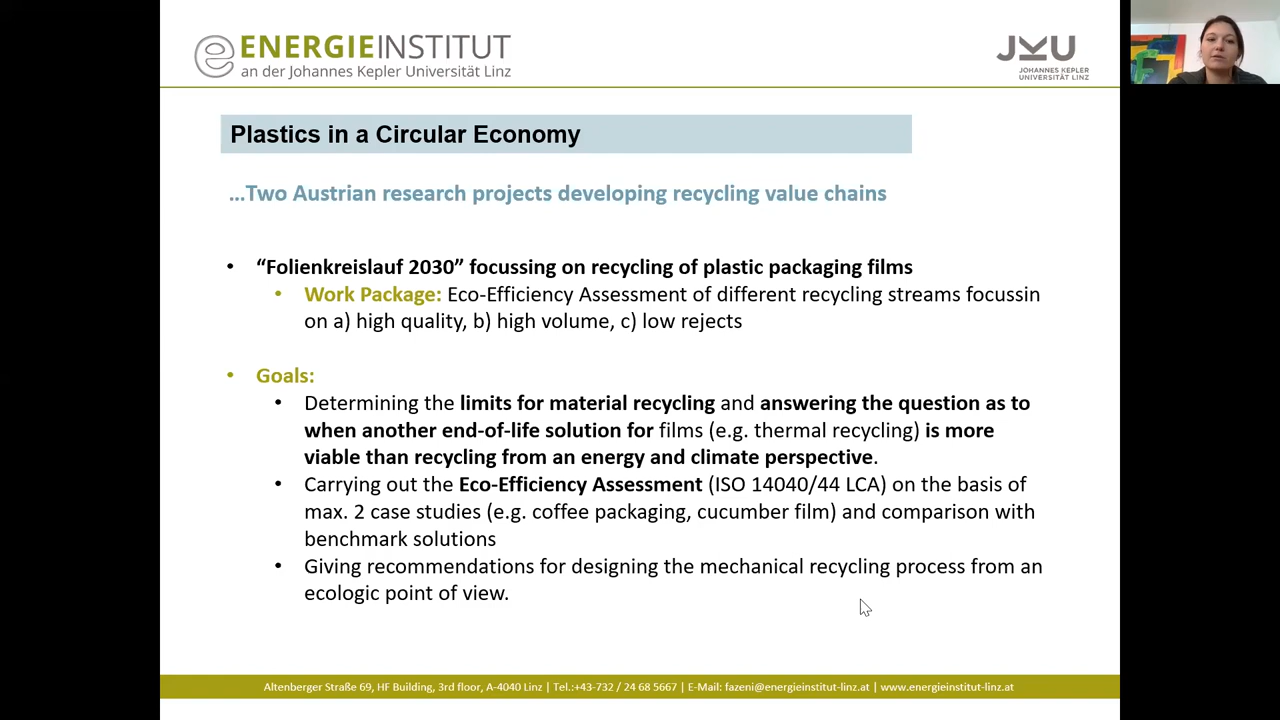 ENERGIEINSTITUT
an der Johannes Kepler Universität Linz
JKU
JOHANNES KEPLER
UNIVERSITÄT LINZ
Plastics in a Circular Economy
…Two Austrian research projects developing recycling value chains
• “Folienkreislauf 2030” focussing on recycling of plastic packaging films
• Work Package: Eco-Efficiency Assessment of different recycling streams focussin
on a) high quality, b) high volume, c) low rejects
• Goals:
• Determining the limits for material recycling and answering the question as to
when another end-of-life solution for films (e.g. thermal recycling) is more
viable than recycling from an energy and climate perspective.
• Carrying out the Eco-Efficiency Assessment (ISO 14040/44 LCA) on the basis of
max. 2 case studies (e.g. coffee packaging, cucumber film) and comparison with
benchmark solutions
• Giving recommendations for designing the mechanical recycling process from an
ecologic point of view.
Altenberger Straße 69, HF Building, 3rd floor, A-4040 Linz | Tel.:+43-732 / 24 68 5667 | E-Mail: fazeni@energieinstitut-linz.at | www.energieinstitut-linz.at